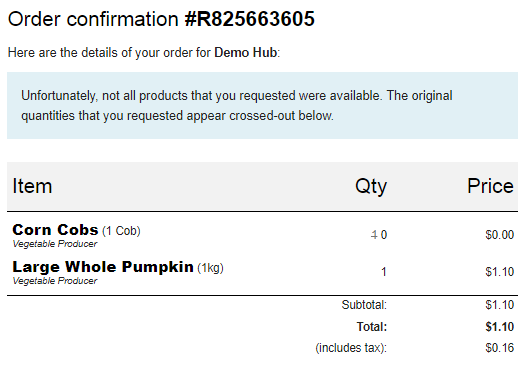 Order confirmation #R825663605
Here are the details of your order for Demo Hub:
Unfortunately, not all products that you requested were available. The original
quantities that you requested appear crossed-out below.
Item Qty Price
Corn Cobs (1 Cob) 0 $0.00
Vegetable Producer
Large Whole Pumpkin (1kg) 1 $1.10
Vegetable Producer
Subtotal: $1.10
Total: $1.10
(includes tax): $0.16